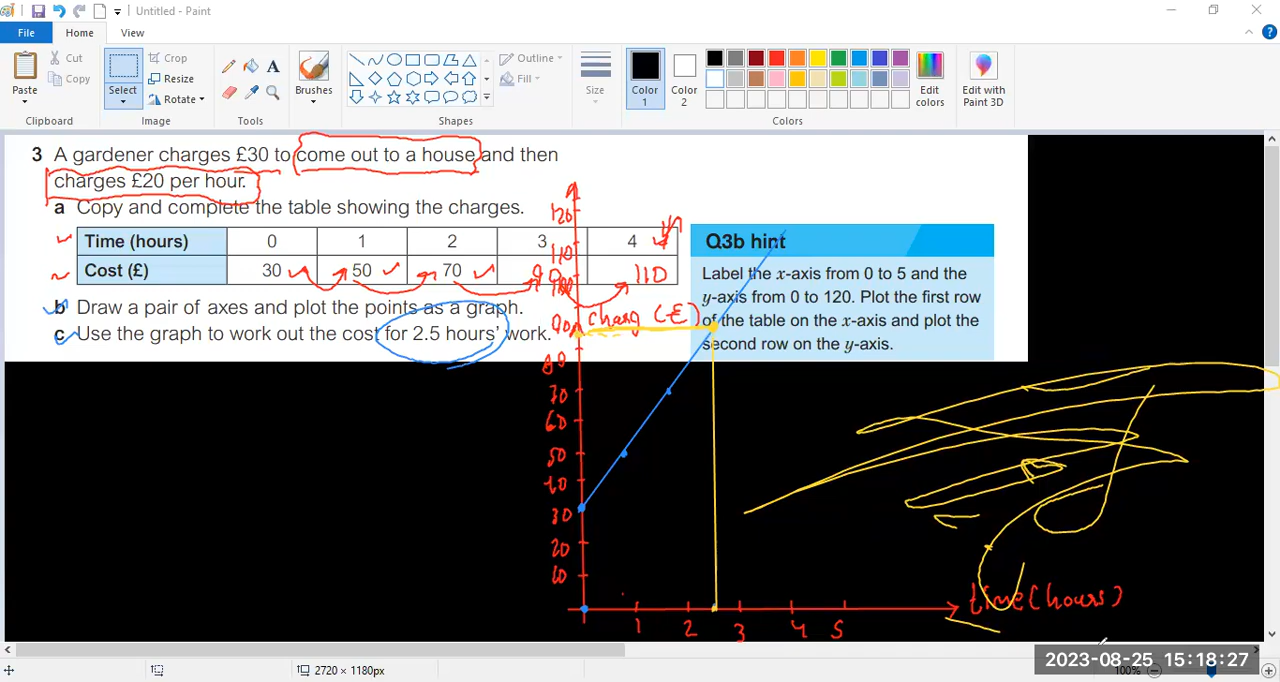 Untitled - Paint
File Home View
Paste
Cut
Copy
Clipboard
Select
Crop
Resize
Rotate
Image
Tools
Brushes
Shapes
Outline
Fill
Size
Color 1
Color 2
Colors
Edit colors
Edit with Paint 3D
3 A gardener charges £30 to come out to a house and then
charges £20 per hour.
a Copy and complete the table showing the charges.
Time (hours) 0 1 2 3 4
Cost (£) 30 50 70 90 110
b Draw a pair of axes and plot the points as a graph.
c Use the graph to work out the cost for 2.5 hours' work.
Q3b hint
Label the x-axis from 0 to 5 and the
y-axis from 0 to 120. Plot the first row
of the table on the x-axis and plot the
second row on the y-axis.
charg (£)
120
110
100
90
80
70
60
50
40
30
20
10
1 2 3 4 5
time (hours)
2720 × 1180px
100%
2023-08-25 15:18:27